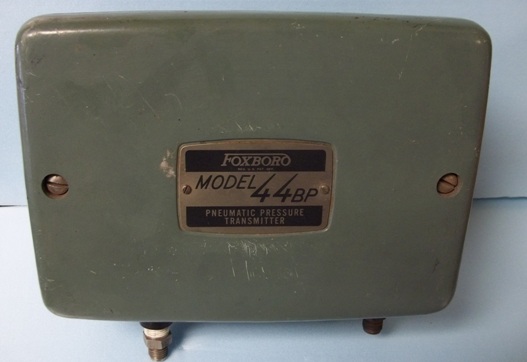 FOXBORO
MODEL 44BP
PNEUMATIC PRESSURE
TRANSMITTER